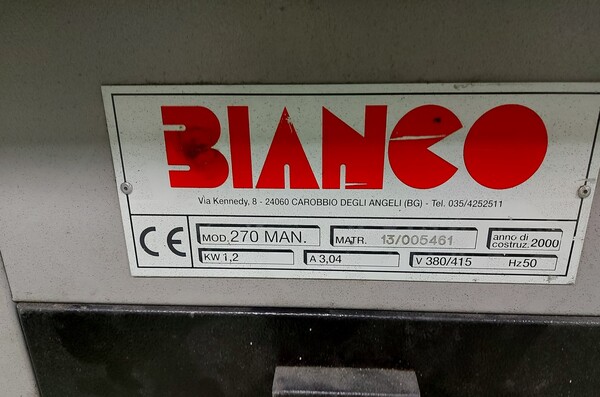 BIANCO
Via Kennedy, 8 - 24060 CAROBBIO DEGLI ANGELI (BG) - Tel. 035/4252511
CE MOD. 270 MAN. MATR. 13/005461 anno di costruz. 2000
KW 1,2 A 3,04 V 380/415 Hz 50